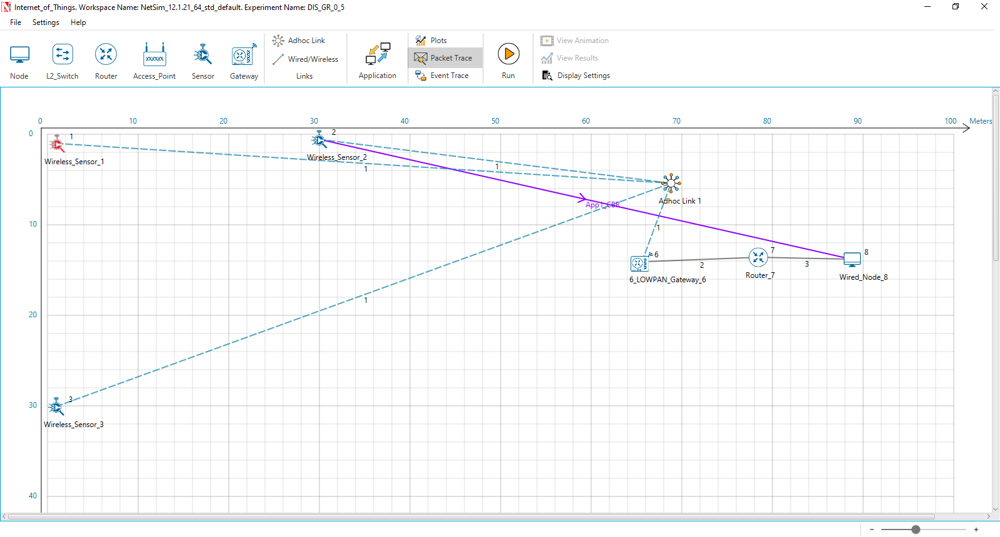 Internet_of_Things. Workspace Name: NetSim_12.1.21_64_std_default. Experiment Name: DIS_GR_0_5
File Settings Help
Node
L2_Switch
Router
Access_Point
Sensor
Gateway
Adhoc Link
Wired/Wireless
Links
Application
Plots
Packet Trace
Event Trace
Run
View Animation
View Results
Display Settings
0 10 20 30 40 50 60 70 80 90 100 Meters
0
1
Wireless_Sensor_1
2
Wireless_Sensor_2
1
1
Adhoc Link 1
App1_CBR
10
1
6
6_LOWPAN_Gateway_6
2
7
Router_7
3
8
Wired_Node_8
1
20
30
3
Wireless_Sensor_3
40